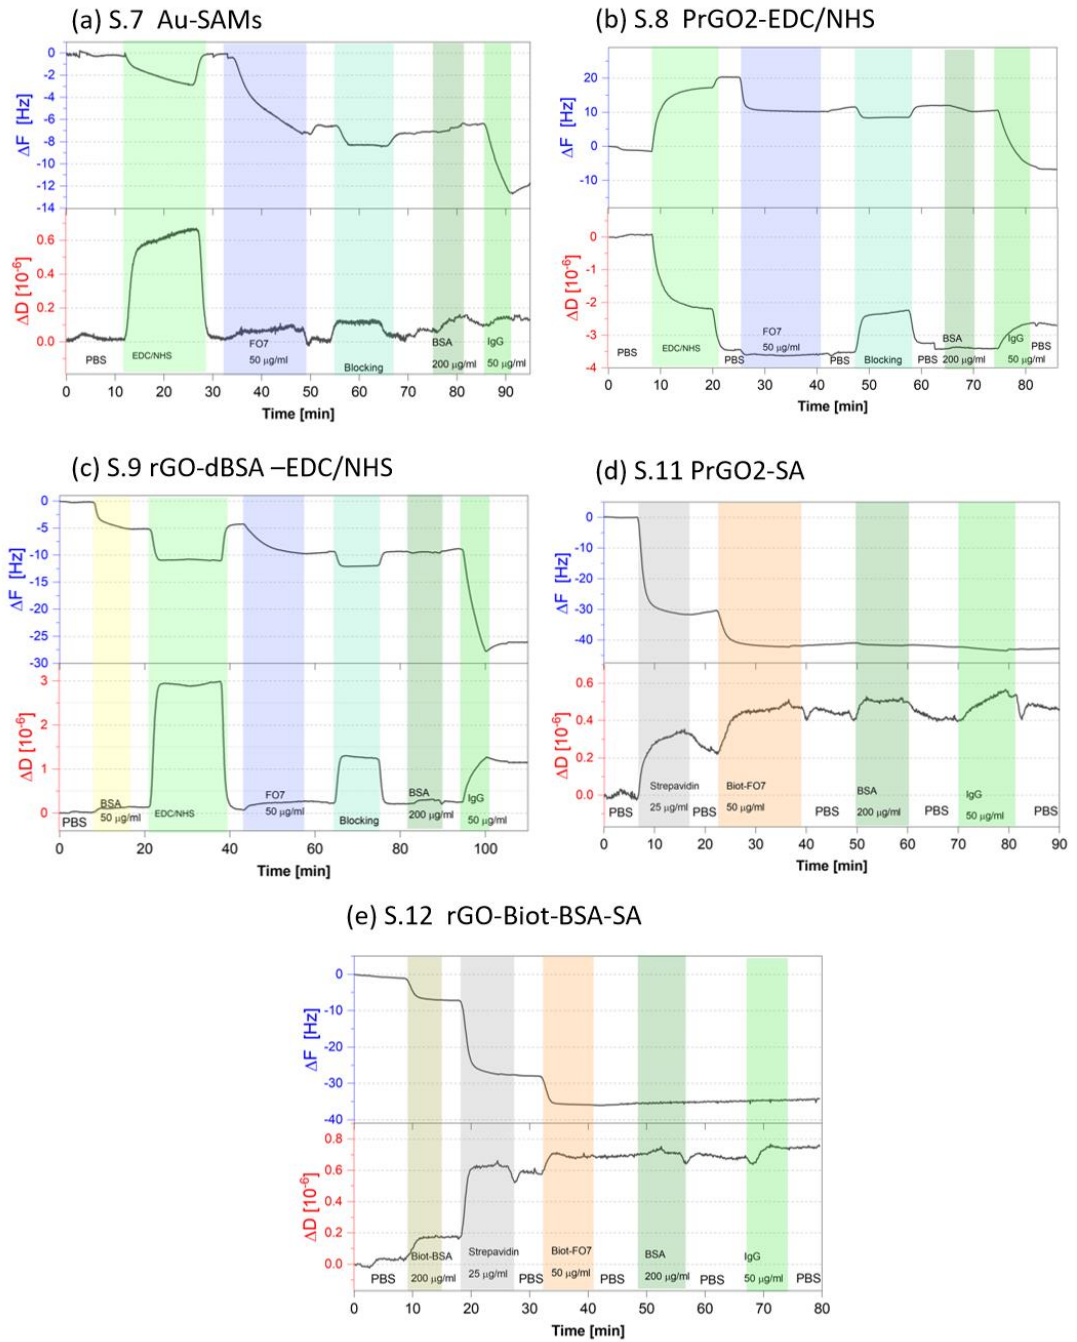 (a) S.7 Au-SAMs
ΔF [Hz]
0
-2
-4
-6
-8
-10
-12
-14
ΔD [10-6]
0.6
0.4
0.2
0.0
PBS
EDC/NHS
FO7
50 µg/ml
Blocking
BSA
200 µg/ml
IgG
50 µg/ml
0 10 20 30 40 50 60 70 80 90
Time [min]
(b) S.8 PrGO2-EDC/NHS
ΔF [Hz]
20
10
0
-10
ΔD [10-6]
0
-1
-2
-3
-4
PBS
EDC/NHS
PBS
FO7
50 µg/ml
PBS
Blocking
PBS
BSA
200 µg/ml
IgG
50 µg/ml
PBS
0 10 20 30 40 50 60 70 80
Time [min]
(c) S.9 rGO-dBSA –EDC/NHS
ΔF [Hz]
0
-5
-10
-15
-20
-25
-30
ΔD [10-6]
3
2
1
0
PBS
BSA
50 µg/ml
EDC/NHS
FO7
50 µg/ml
Blocking
BSA
200 µg/ml
IgG
50 µg/ml
0 20 40 60 80 100
Time [min]
(d) S.11 PrGO2-SA
ΔF [Hz]
0
-10
-20
-30
-40
ΔD [10-6]
0.6
0.4
0.2
0.0
PBS
Strepavidin
25 µg/ml
PBS
Biot-FO7
50 µg/ml
PBS
BSA
200 µg/ml
PBS
IgG
50 µg/ml
PBS
0 10 20 30 40 50 60 70 80 90
Time [min]
(e) S.12 rGO-Biot-BSA-SA
ΔF [Hz]
0
-10
-20
-30
-40
ΔD [10-6]
0.8
0.6
0.4
0.2
0.0
PBS
Biot-BSA
200 µg/ml
Strepavidin
25 µg/ml
PBS
Biot-FO7
50 µg/ml
PBS
BSA
200 µg/ml
PBS
IgG
50 µg/ml
PBS
0 10 20 30 40 50 60 70 80
Time [min]